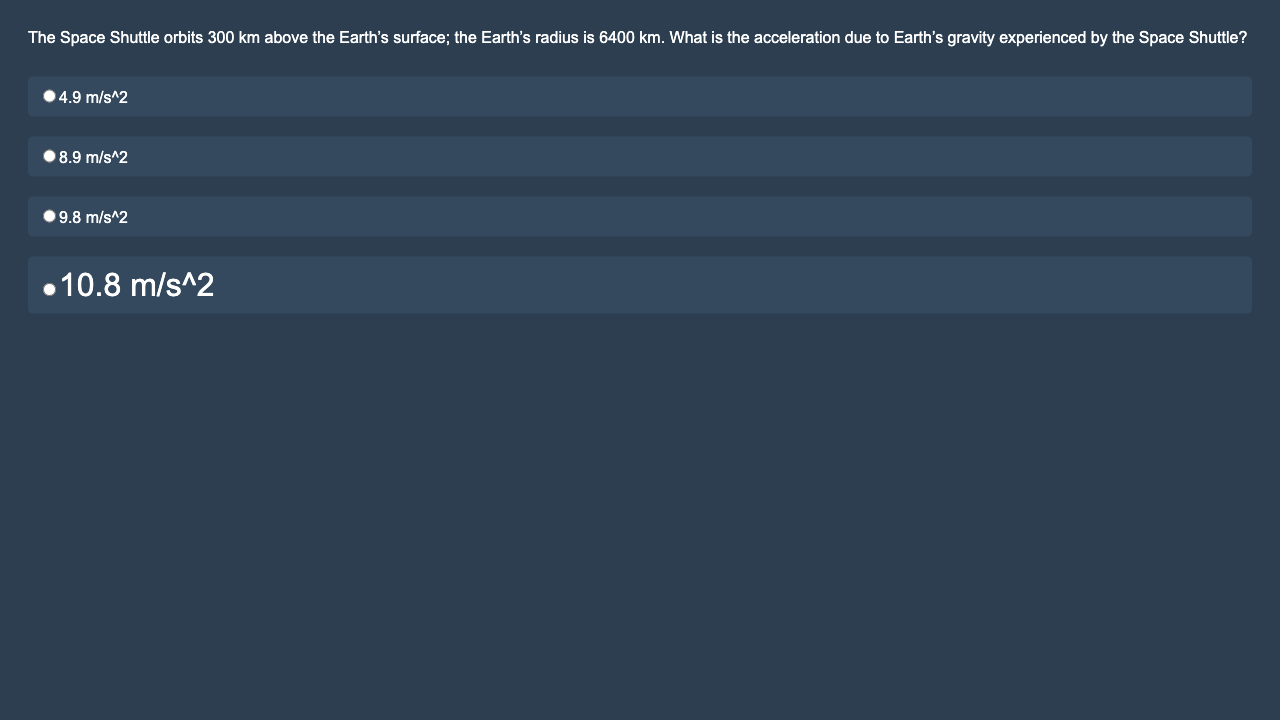 The Space Shuttle orbits 300 km above the Earth’s surface; the Earth’s radius is 6400 km. What is the acceleration due to Earth’s gravity experienced by the Space Shuttle?
4.9 m/s^2
8.9 m/s^2
9.8 m/s^2
10.8 m/s^2